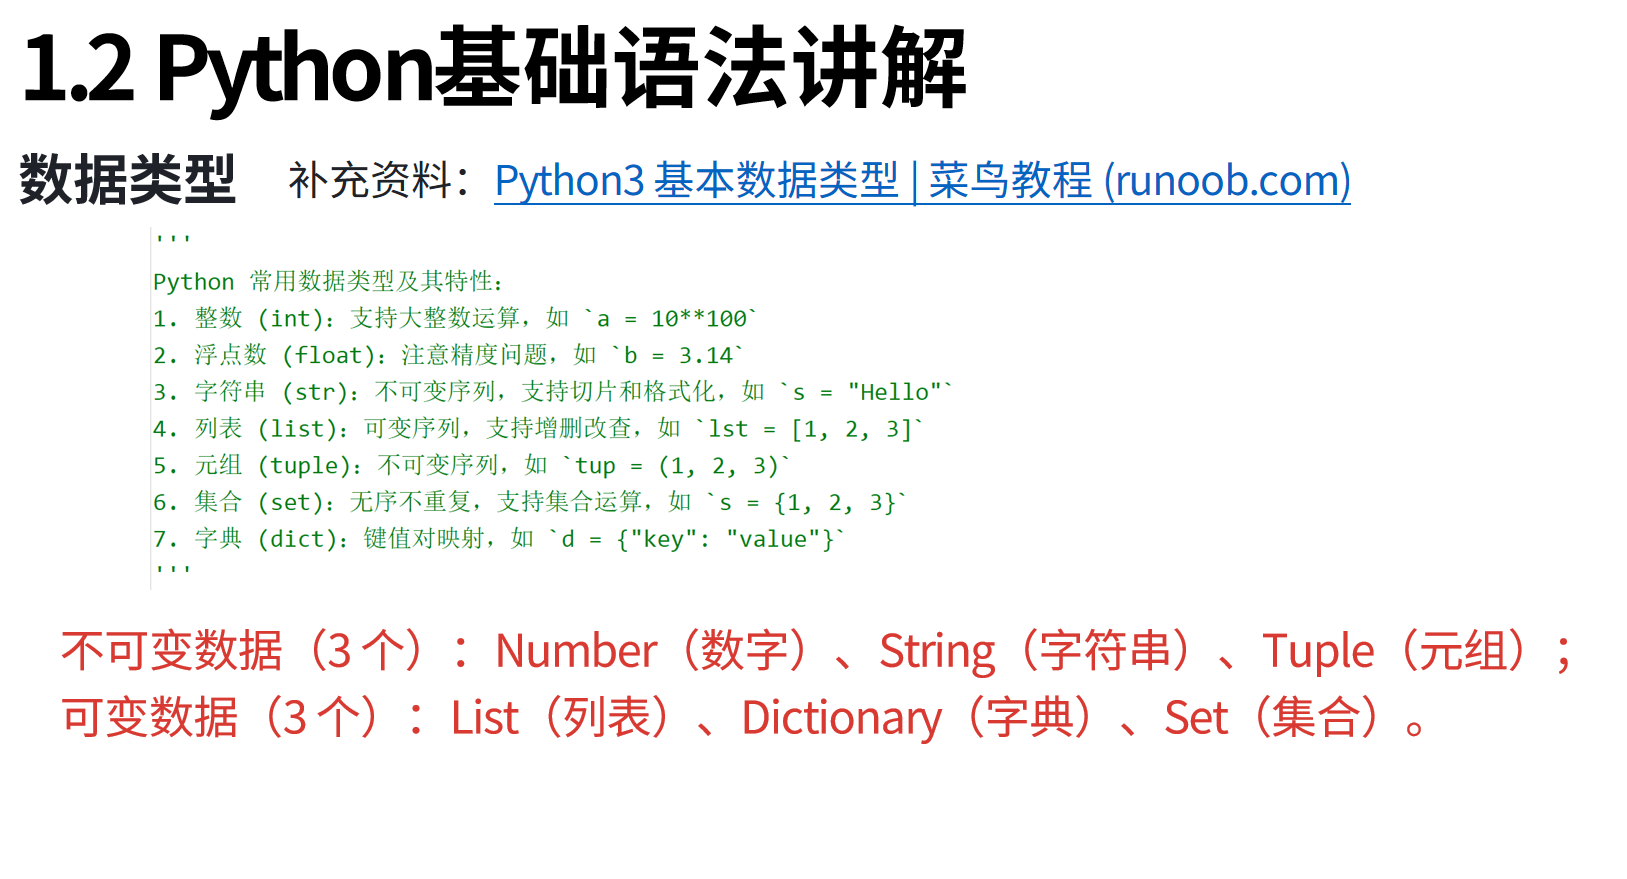 1.2 Python基础语法讲解
数据类型 补充资料：Python3 基本数据类型 | 菜鸟教程 (runoob.com)
'''
Python 常用数据类型及其特性：
1. 整数 (int)：支持大整数运算，如 `a = 10**100`
2. 浮点数 (float)：注意精度问题，如 `b = 3.14`
3. 字符串 (str)：不可变序列，支持切片和格式化，如 `s = "Hello"`
4. 列表 (list)：可变序列，支持增删改查，如 `lst = [1, 2, 3]`
5. 元组 (tuple)：不可变序列，如 `tup = (1, 2, 3)`
6. 集合 (set)：无序不重复，支持集合运算，如 `s = {1, 2, 3}`
7. 字典 (dict)：键值对映射，如 `d = {"key": "value"}`
'''
不可变数据（3 个）：Number（数字）、String（字符串）、Tuple（元组）；
可变数据（3 个）：List（列表）、Dictionary（字典）、Set（集合）。